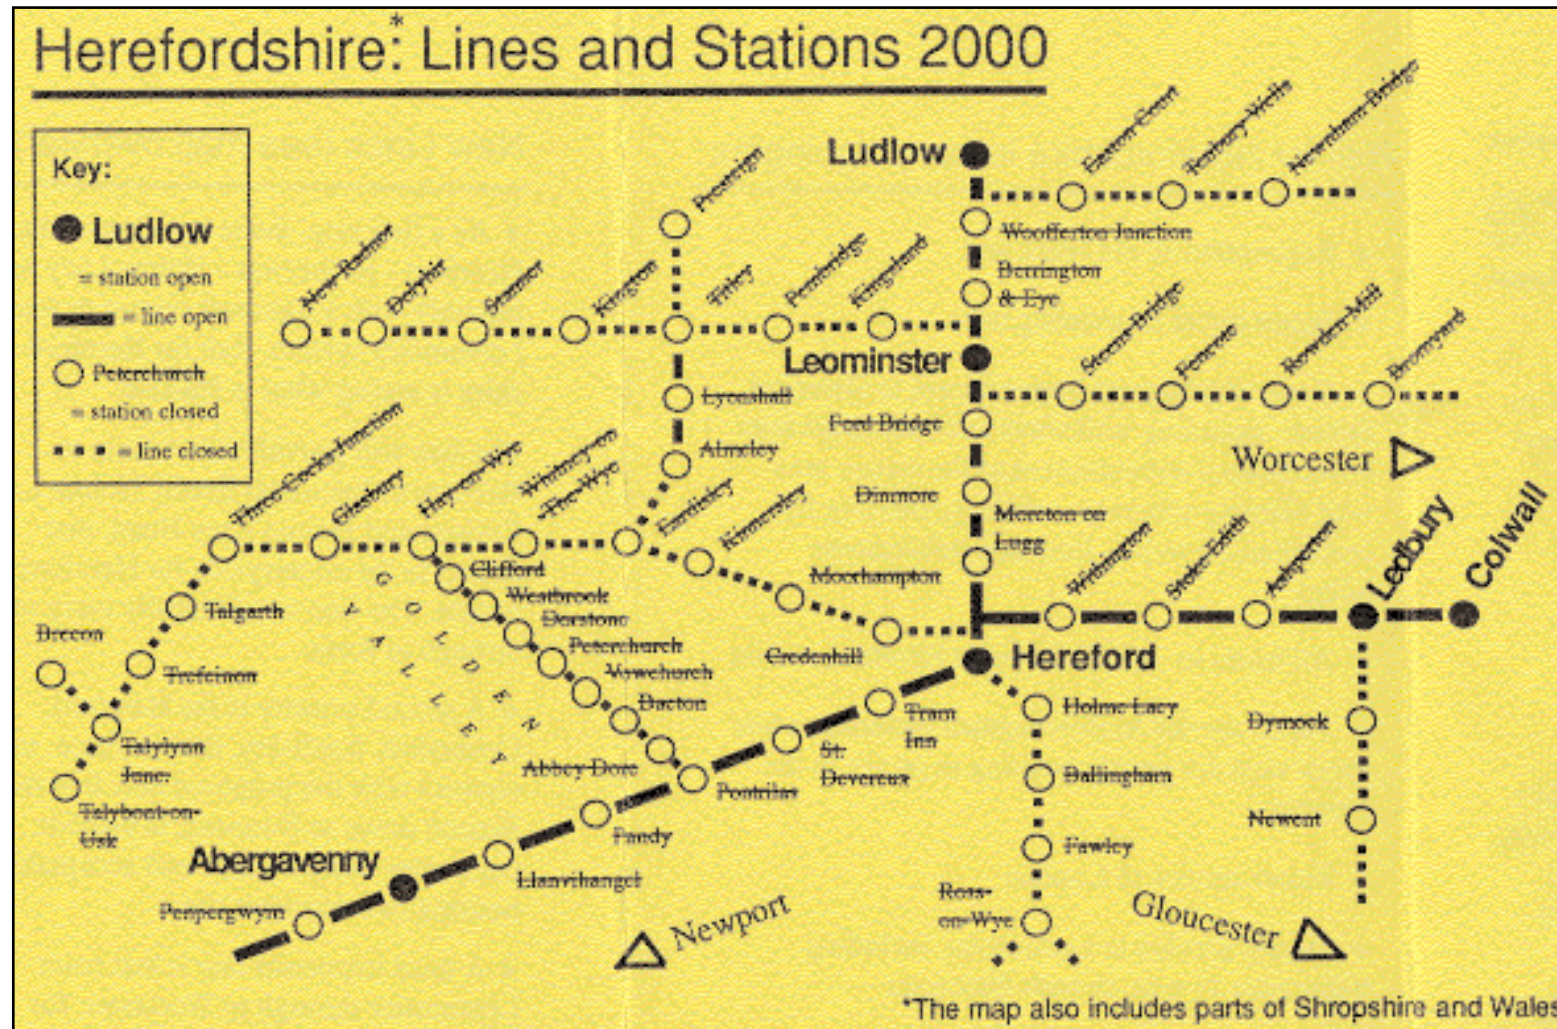 Herefordshire:* Lines and Stations 2000
Key:
Ludlow
= station open
= line open
Peterchurch
= station closed
= line closed
Ludlow
Easton Court
Tenbury Wells
Newnham Bridge
Woofferton Junction
Berrington
& Eye
Presteign
New Radnor
Dolyhir
Stanner
Kington
Titley
Pembridge
Kingsland
Leominster
Steens Bridge
Fencote
Rowden Mill
Bromyard
Lyonshall
Ford Bridge
Almeley
Worcester
Three Cocks Junction
Glasbury
Hay-on-Wye
Whitney-on
-The-Wye
Eardisley
Kinnersley
Dinmore
Moreton on
Lugg
Moorhampton
Credenhill
Withington
Stoke Edith
Ashperton
Ledbury
Colwall
Clifford
Westbrook
Dorstone
Peterchurch
Vowchurch
Bacton
Abbey Dore
GOLDEN
VALLEY
Talgarth
Brecon
Trefeinon
Talylynn
Junc.
Talybont-on-
Usk
Hereford
Tram
Inn
St.
Devereux
Pontrilas
Pandy
Llanvihangel
Abergavenny
Penpergwym
Holme Lacy
Ballingham
Fawley
Ross-
on-Wye
Dymock
Newent
Newport
Gloucester
*The map also includes parts of Shropshire and Wales